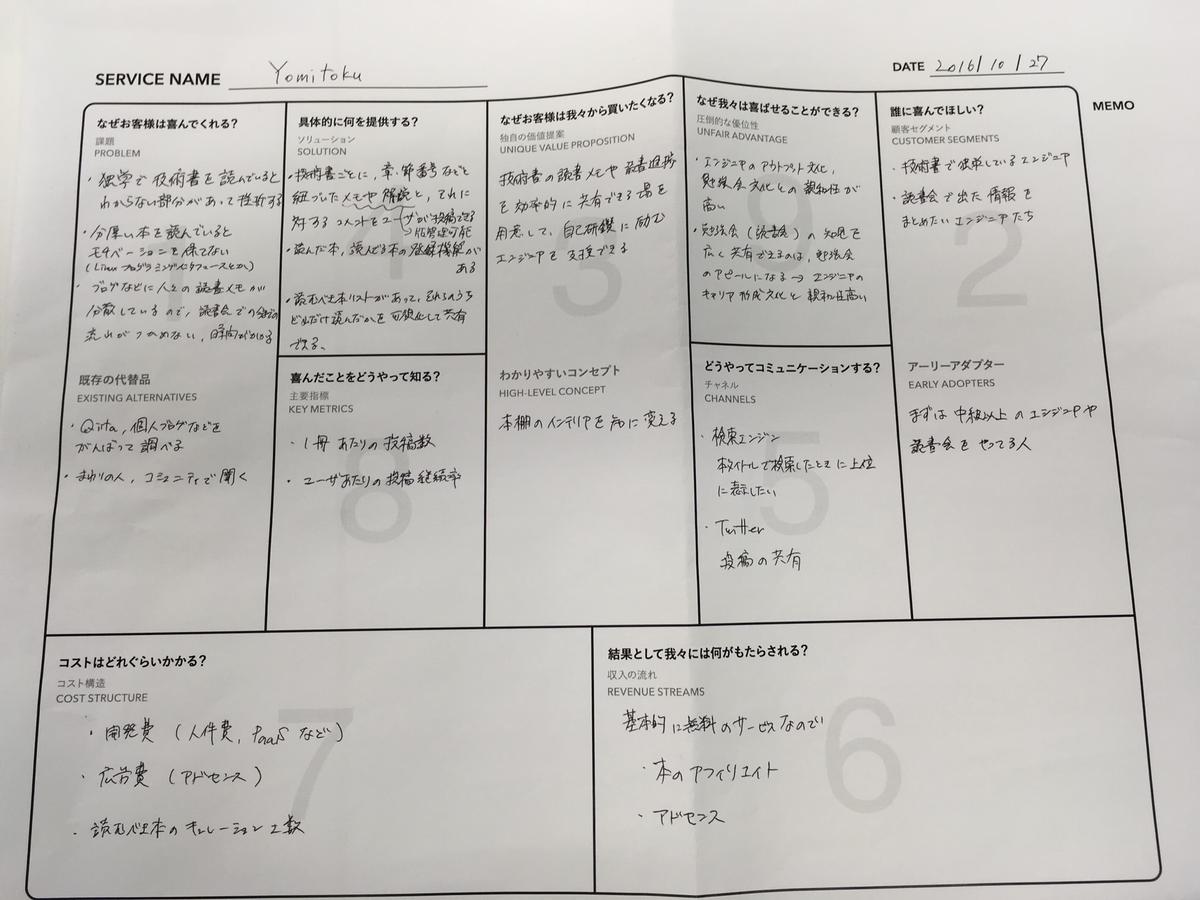 SERVICE NAME Yomitoku
DATE 2016/10/27
MEMO
なぜお客様は喜んでくれる?
課題
PROBLEM
・独学で技術書を読んでいると
わからない部分があって挫折する
・分厚い本を読んでいると
モチベーションを保てない
(Linuxプログラミングインタフェースとか)
・ブログなどに人々の読書メモが
分散しているので、読書会での
流れがつかめない、時間がかかる
既存の代替品
EXISTING ALTERNATIVES
・Qiita, 個人ブログなどを
がんばって調べる
・まわりの人, コミュニティで聞く
具体的に何を提供する?
ソリューション
SOLUTION
・技術書ごとに, 章・節番号などと
紐づいたメモや解説と, それに
対するコメントをユーザが投稿できる
版管理可能
・読んだ本, 読んでる本の登録機能が
ある
・読むべき本リストがあって, それらのうち
どれだけ読んだかを可視化して共有
できる。
1
喜んだことをどうやって知る?
主要指標
KEY METRICS
・1冊あたりの投稿数
・ユーザあたりの投稿継続率
8
なぜお客様は我々から買いたくなる?
独自の価値提案
UNIQUE VALUE PROPOSITION
技術書の読書メモや読書進捗
を効率的に共有できる場を
用意して, 自己研鑽に励む
エンジニアを支援できる
3
わかりやすいコンセプト
HIGH-LEVEL CONCEPT
本棚のインテリアを知に変える
なぜ我々は喜ばせることができる?
圧倒的な優位性
UNFAIR ADVANTAGE
・エンジニアのアウトプット文化,
勉強会文化との親和性が
高い
・勉強会(読書会)の知見を
広く共有できるのは, 勉強会
のアピールになる → エンジニアの
キャリア形成文化と親和性高い
9
どうやってコミュニケーションする?
チャネル
CHANNELS
・検索エンジン
本タイトルで検索したときに上位
に表示したい
・Twitter
投稿の共有
5
誰に喜んでほしい?
顧客セグメント
CUSTOMER SEGMENTS
・技術書で独学しているエンジニア
・読書会で出た情報を
まとめたいエンジニアたち
2
アーリーアダプター
EARLY ADOPTERS
まずは中級以上のエンジニアや
読書会をやってる人
コストはどれぐらいかかる?
コスト構造
COST STRUCTURE
・開発費(人件費, PaaSなど)
・広告費(アドセンス)
・読むべき本のキュレーション工数
7
結果として我々には何がもたらされる?
収入の流れ
REVENUE STREAMS
基本的に無料のサービスなので
・本のアフィリエイト
・アドセンス
6